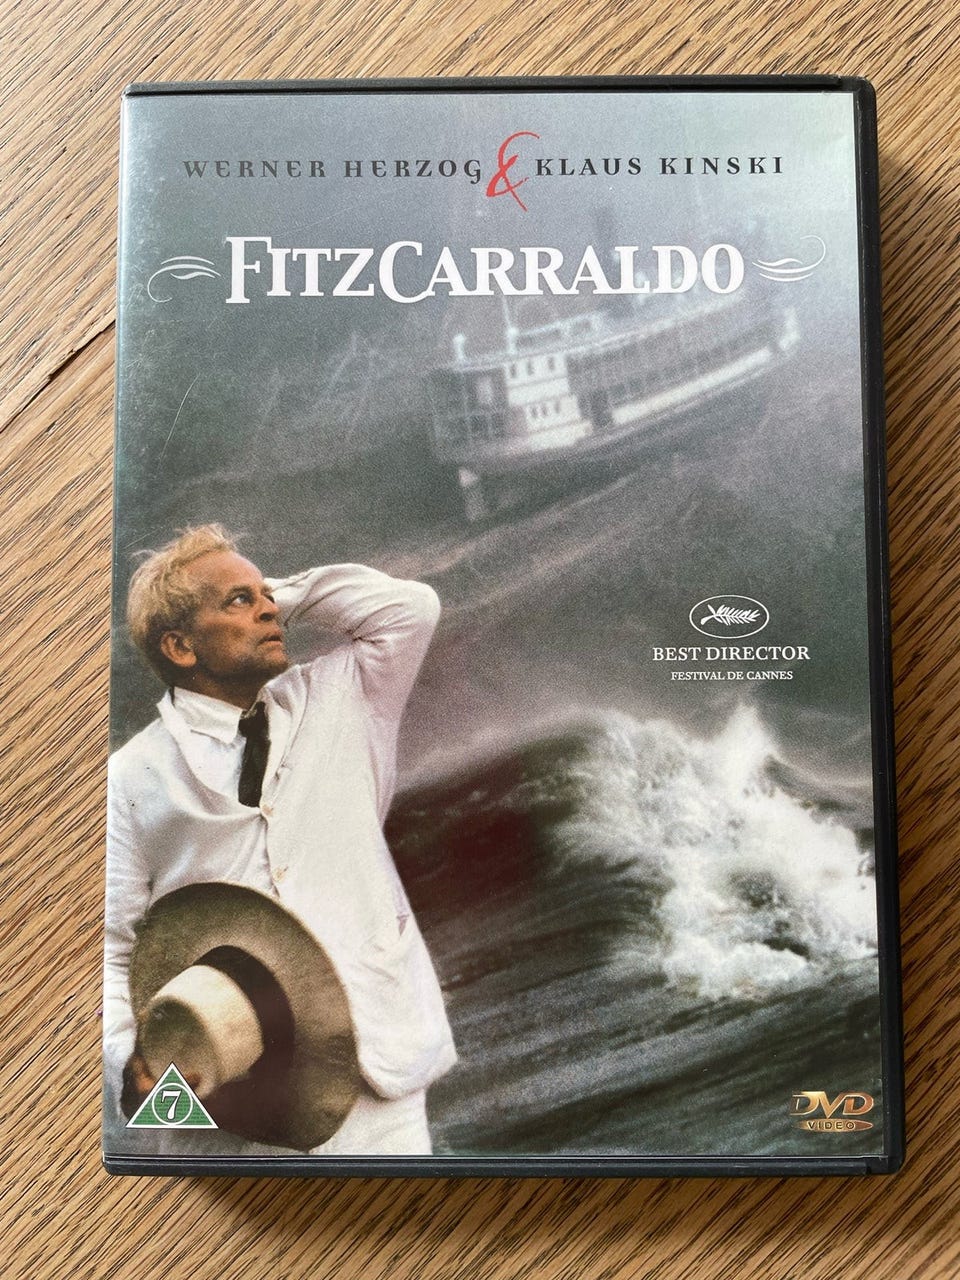 WERNER HERZOG & KLAUS KINSKI
FITZCARRALDO
BEST DIRECTOR
FESTIVAL DE CANNES
7
DVD
VIDEO